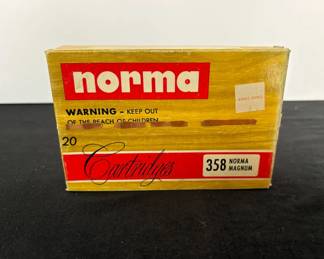 norma
WARNING – KEEP OUT
OF THE REACH OF CHILDREN
20
Cartridges
358 NORMA
MAGNUM